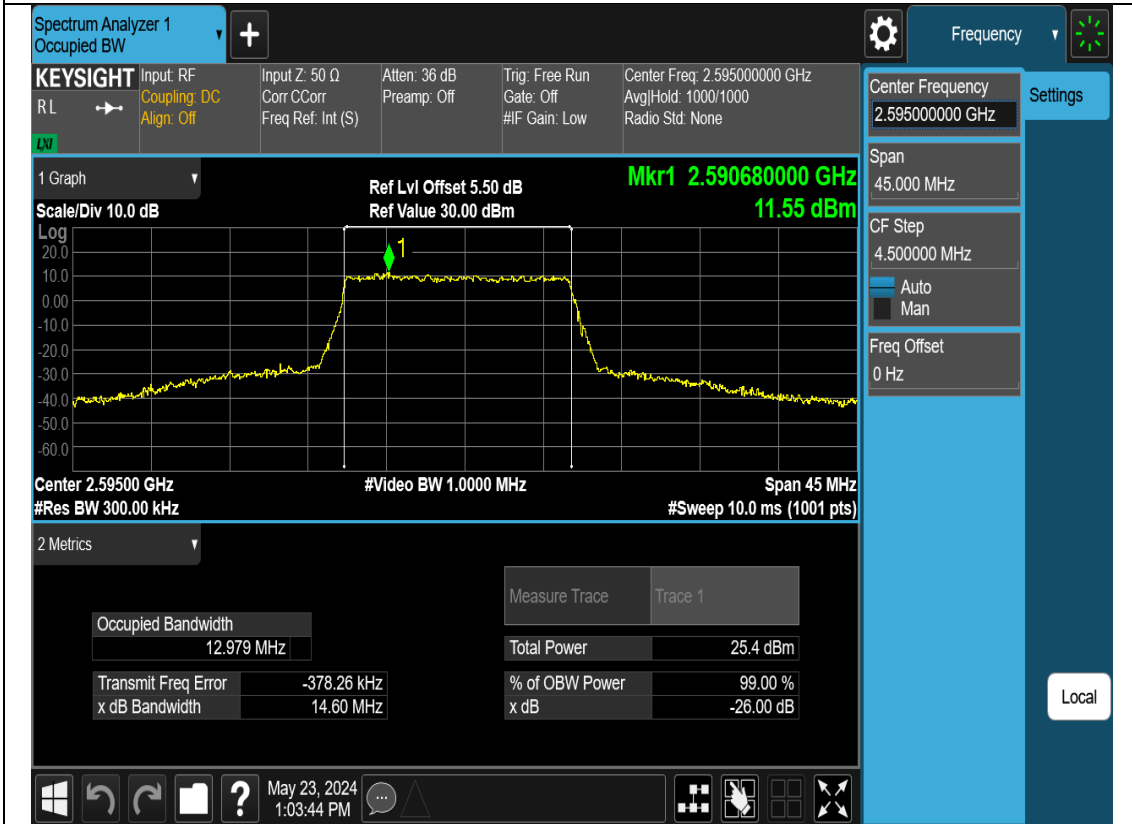 Spectrum Analyzer 1
Occupied BW
Frequency
KEYSIGHT
RL
LXI
Input: RF
Coupling: DC
Align: Off
Input Z: 50 Ω
Corr CCorr
Freq Ref: Int (S)
Atten: 36 dB
Preamp: Off
Trig: Free Run
Gate: Off
#IF Gain: Low
Center Freq: 2.595000000 GHz
Avg|Hold: 1000/1000
Radio Std: None
Center Frequency
2.595000000 GHz
Settings
Span
45.000 MHz
CF Step
4.500000 MHz
Auto
Man
Freq Offset
0 Hz
Local
1 Graph
Scale/Div 10.0 dB
Ref Lvl Offset 5.50 dB
Ref Value 30.00 dBm
Mkr1 2.590680000 GHz
11.55 dBm
Log
20.0
10.0
0.00
-10.0
-20.0
-30.0
-40.0
-50.0
-60.0
1
Center 2.59500 GHz
#Res BW 300.00 kHz
#Video BW 1.0000 MHz
Span 45 MHz
#Sweep 10.0 ms (1001 pts)
2 Metrics
Measure Trace Trace 1
Occupied Bandwidth
12.979 MHz
Total Power 25.4 dBm
Transmit Freq Error -378.26 kHz
% of OBW Power 99.00 %
x dB Bandwidth 14.60 MHz
x dB -26.00 dB
May 23, 2024
1:03:44 PM